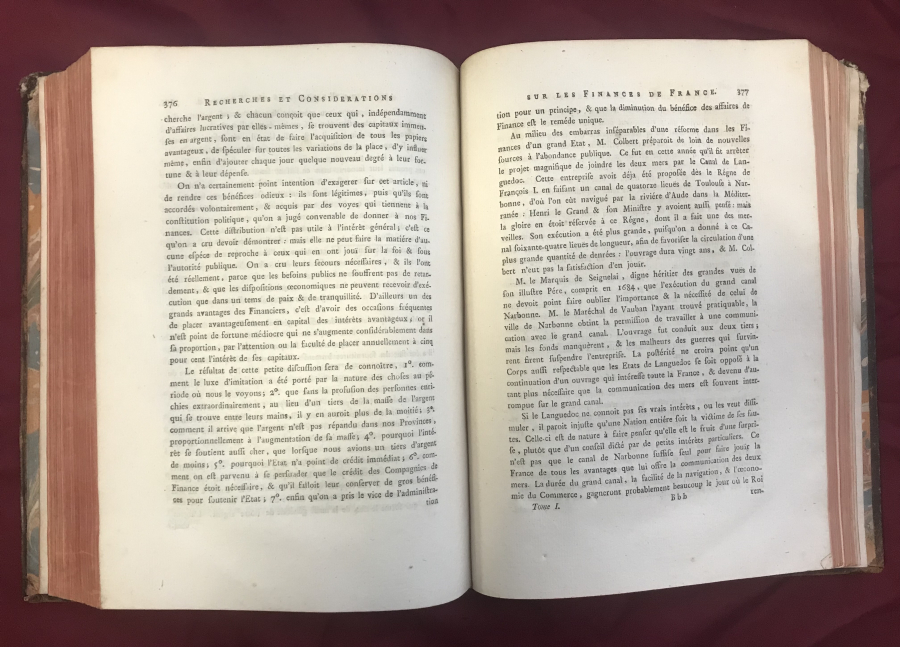 376 RECHERCHES ET CONSIDERATIONS
cherche l'argent ; & chacun conçoit que ceux qui , indépendamment
d'affaires lucratives par elles-mêmes , se trouvent des capitaux immen-
ses en argent, sont en état de faire l'acquisition de tous les papiers
avantageux, de spéculer sur toutes les variations de la place, d'y influer
même, enfin d'ajouter chaque jour quelque nouveau degré à leur for-
tune & à leur dépense.
On n'a certainement point intention d'exagerer sur cet article, ni
de rendre ces bénéfices odieux : ils sont légitimes, puis qu'ils sont
accordés volontairement, & acquis par des voyes qui tiennent à la
constitution politique, qu'on a jugé convenable de donner à nos Fi-
nances. Cette distribution n'est pas utile à l'intérêt général ; c'est ce
qu'on a cru devoir démontrer : mais elle ne peut faire la matière d'au-
cune espéce de reproche à ceux qui en ont joui sur la foi & sous
l'autorité publique. On a cru leurs secours nécessaires, & ils l'ont
été réellement, parce que les besoins publics ne souffrent pas de retar-
dement, & que les dispositions œconomiques ne peuvent recevoir d'exé-
cution que dans un tems de paix & de tranquilité. D'ailleurs un des
grands avantages des Financiers, c'est d'avoir des occasions fréquentes
de placer avantageusement en capital des intérêts avantageux, or il
n'est point de fortune médiocre qui ne s'augmente considérablement dans
sa proportion, par l'attention ou la faculté de placer annuellement à cinq
pour cent l'intérêt de ses capitaux.
Le résultat de cette petite discussion sera de connoître, 1°. com-
ment le luxe d'imitation a été porté par la nature des choses au pé-
riode où nous le voyons ; 2°. que sans la profusion des personnes enri-
chies extraordinairement, au lieu d'un tiers de la masse de l'argent
qui se trouve entre leurs mains, il y en auroit plus de la moitié ; 3°.
comment il arrive que l'argent n'est pas répandu dans nos Provinces,
proportionnellement à l'augmentation de sa masse ; 4°. pourquoi l'inté-
rêt se soutient aussi cher, que lorsque nous avions un tiers d'argent
de moins ; 5°. pourquoi l'Etat n'a point de crédit immédiat ; 6°. com-
ment on est parvenu à se persuader que le crédit des Compagnies de
Finance étoit nécessaire, & qu'il falloit leur conserver de gros bénéfi-
ces pour soutenir l'Etat ; 7°. enfin qu'on a pris le vice de l'administra-
tion
SUR LES FINANCES DE FRANCE. 377
tion pour un principe, & que la diminution du bénéfice des affaires de
Finance est le reméde unique.
Au milieu des embarras inséparables d'une réforme dans les Fi-
nances d'un grand Etat, M. Colbert préparoit de loin de nouvelles
sources à l'abondance publique. Ce fut en cette année qu'il fit arrêter
le projet magnifique de joindre les deux mers par le Canal de Lan-
guedoc. Cette entreprise avoit déja été proposée dès le Règne de
François I. en faisant un canal de quatorze lieues de Toulouse à Nar-
bonne, d'où l'on eût navigué par la riviére d'Aude dans la Méditer-
ranée : Henri le Grand & son Ministre y avoient aussi pensé : mais
la gloire en étoit réservée à ce Règne, dont il a fait une des mer-
veilles. Son exécution a été plus grande, puisqu'on a donné à ce Ca-
nal soixante-quatre lieues de longueur, afin de favoriser la circulation d'une
plus grande quantité de denrées : l'ouvrage dura vingt ans, & M. Col-
bert n'eut pas la satisfaction d'en jouir.
M. le Marquis de Seignelai, digne héritier des grandes vues de
son illustre Pére, comprit en 1684, que l'exécution du grand canal
ne devoit point faire oublier l'importance & la nécessité de celui de
Narbonne. M. le Maréchal de Vauban l'ayant trouvé pratiquable, la
ville de Narbonne obtint la permission de travailler à une communi-
cation avec le grand canal. L'ouvrage fut conduit aux deux tiers ;
mais les fonds manquérent, & les malheurs des guerres qui survin-
rent firent suspendre l'entreprise. La postérité ne croira point qu'un
Corps aussi respectable que les Etats de Languedoc se soit opposé à la
continuation d'un ouvrage qui intéresse toute la France, & devenu d'au-
tant plus nécessaire que la communication des mers est souvent inter-
rompue sur le grand canal.
Si le Languedoc ne connoit pas ses vrais intérêts, ou les veut dissi-
muler, il paroit injuste qu'une Nation entiére soit la victime de ses fau-
tes. Celle-ci est de nature à faire penser qu'elle est le fruit d'une surpri-
se, plutôt que d'un conseil dicté par de petits intérêts particuliers. Ce
n'est pas que le canal de Narbonne suffise seul pour faire jouir la
France de tous les avantages que lui offre la communication des deux
mers. La durée du grand canal, la facilité de la navigation, & l'œcono-
mie du Commerce, gagneront probablement beaucoup le jour où le Roi
Tome I. Bbb ren.